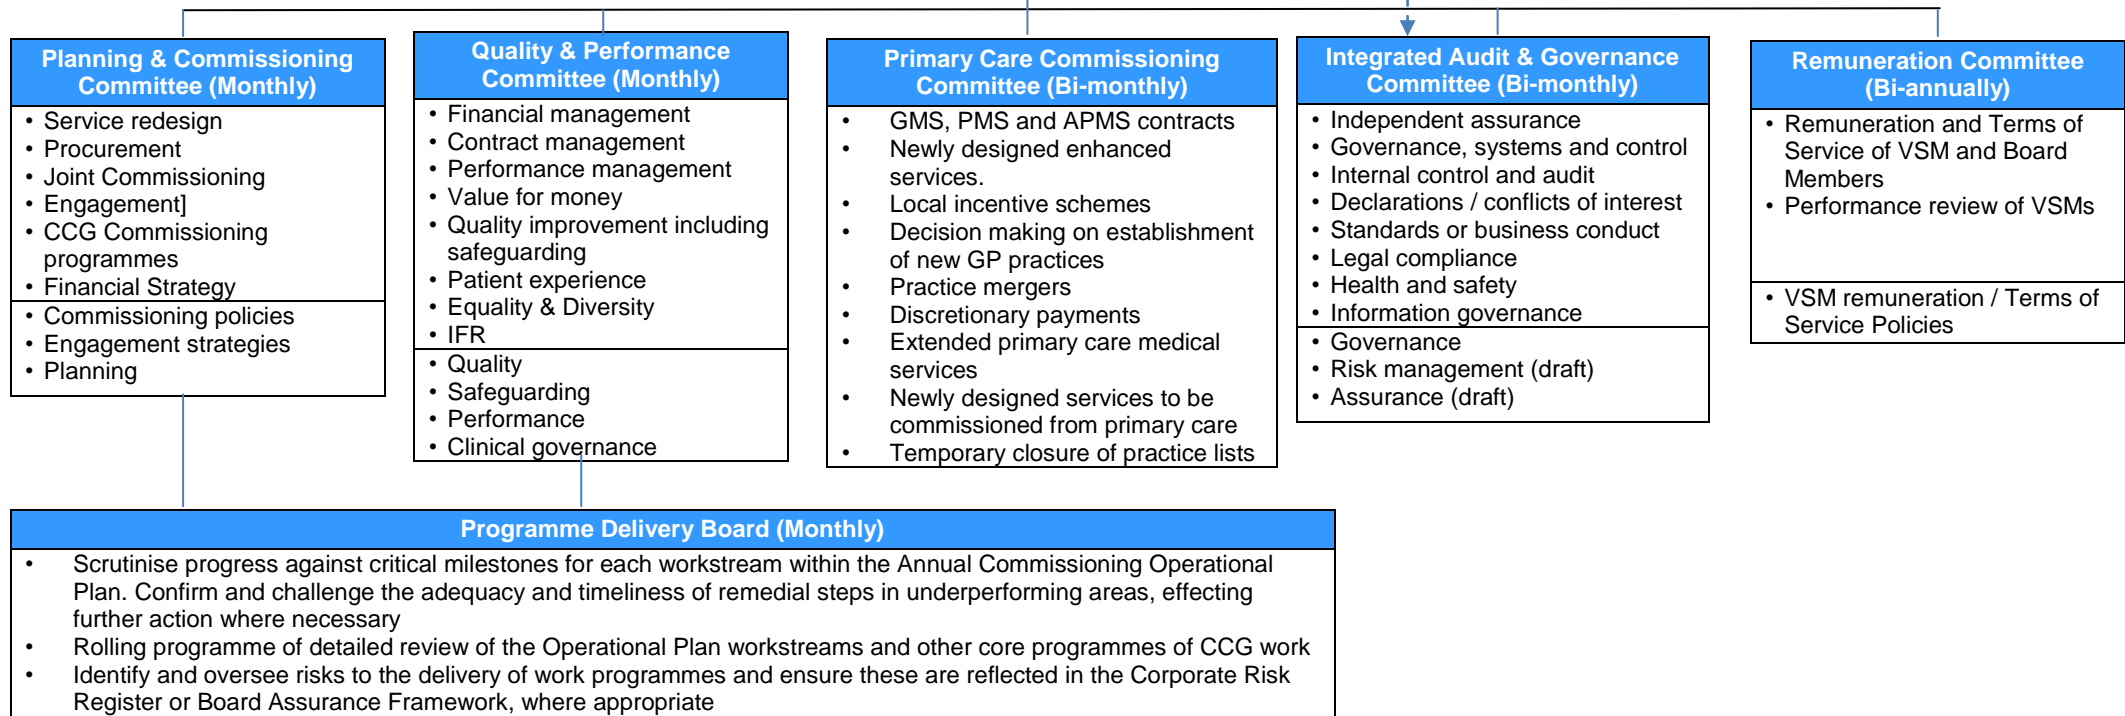 Planning & Commissioning
Committee (Monthly)
• Service redesign
• Procurement
• Joint Commissioning
• Engagement]
• CCG Commissioning
programmes
• Financial Strategy
• Commissioning policies
• Engagement strategies
• Planning
Quality & Performance
Committee (Monthly)
• Financial management
• Contract management
• Performance management
• Value for money
• Quality improvement including
safeguarding
• Patient experience
• Equality & Diversity
• IFR
• Quality
• Safeguarding
• Performance
• Clinical governance
Primary Care Commissioning
Committee (Bi-monthly)
• GMS, PMS and APMS contracts
• Newly designed enhanced
services.
• Local incentive schemes
• Decision making on establishment
of new GP practices
• Practice mergers
• Discretionary payments
• Extended primary care medical
services
• Newly designed services to be
commissioned from primary care
• Temporary closure of practice lists
Integrated Audit & Governance
Committee (Bi-monthly)
• Independent assurance
• Governance, systems and control
• Internal control and audit
• Declarations / conflicts of interest
• Standards or business conduct
• Legal compliance
• Health and safety
• Information governance
• Governance
• Risk management (draft)
• Assurance (draft)
Remuneration Committee
(Bi-annually)
• Remuneration and Terms of
Service of VSM and Board
Members
• Performance review of VSMs
• VSM remuneration / Terms of
Service Policies
Programme Delivery Board (Monthly)
• Scrutinise progress against critical milestones for each workstream within the Annual Commissioning Operational
Plan. Confirm and challenge the adequacy and timeliness of remedial steps in underperforming areas, effecting
further action where necessary
• Rolling programme of detailed review of the Operational Plan workstreams and other core programmes of CCG work
• Identify and oversee risks to the delivery of work programmes and ensure these are reflected in the Corporate Risk
Register or Board Assurance Framework, where appropriate